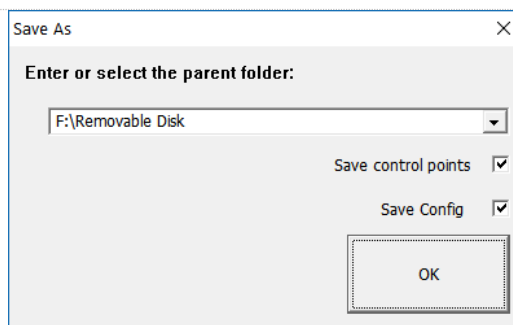 Save As
Enter or select the parent folder:
F:\Removable Disk
Save control points
Save Config
OK